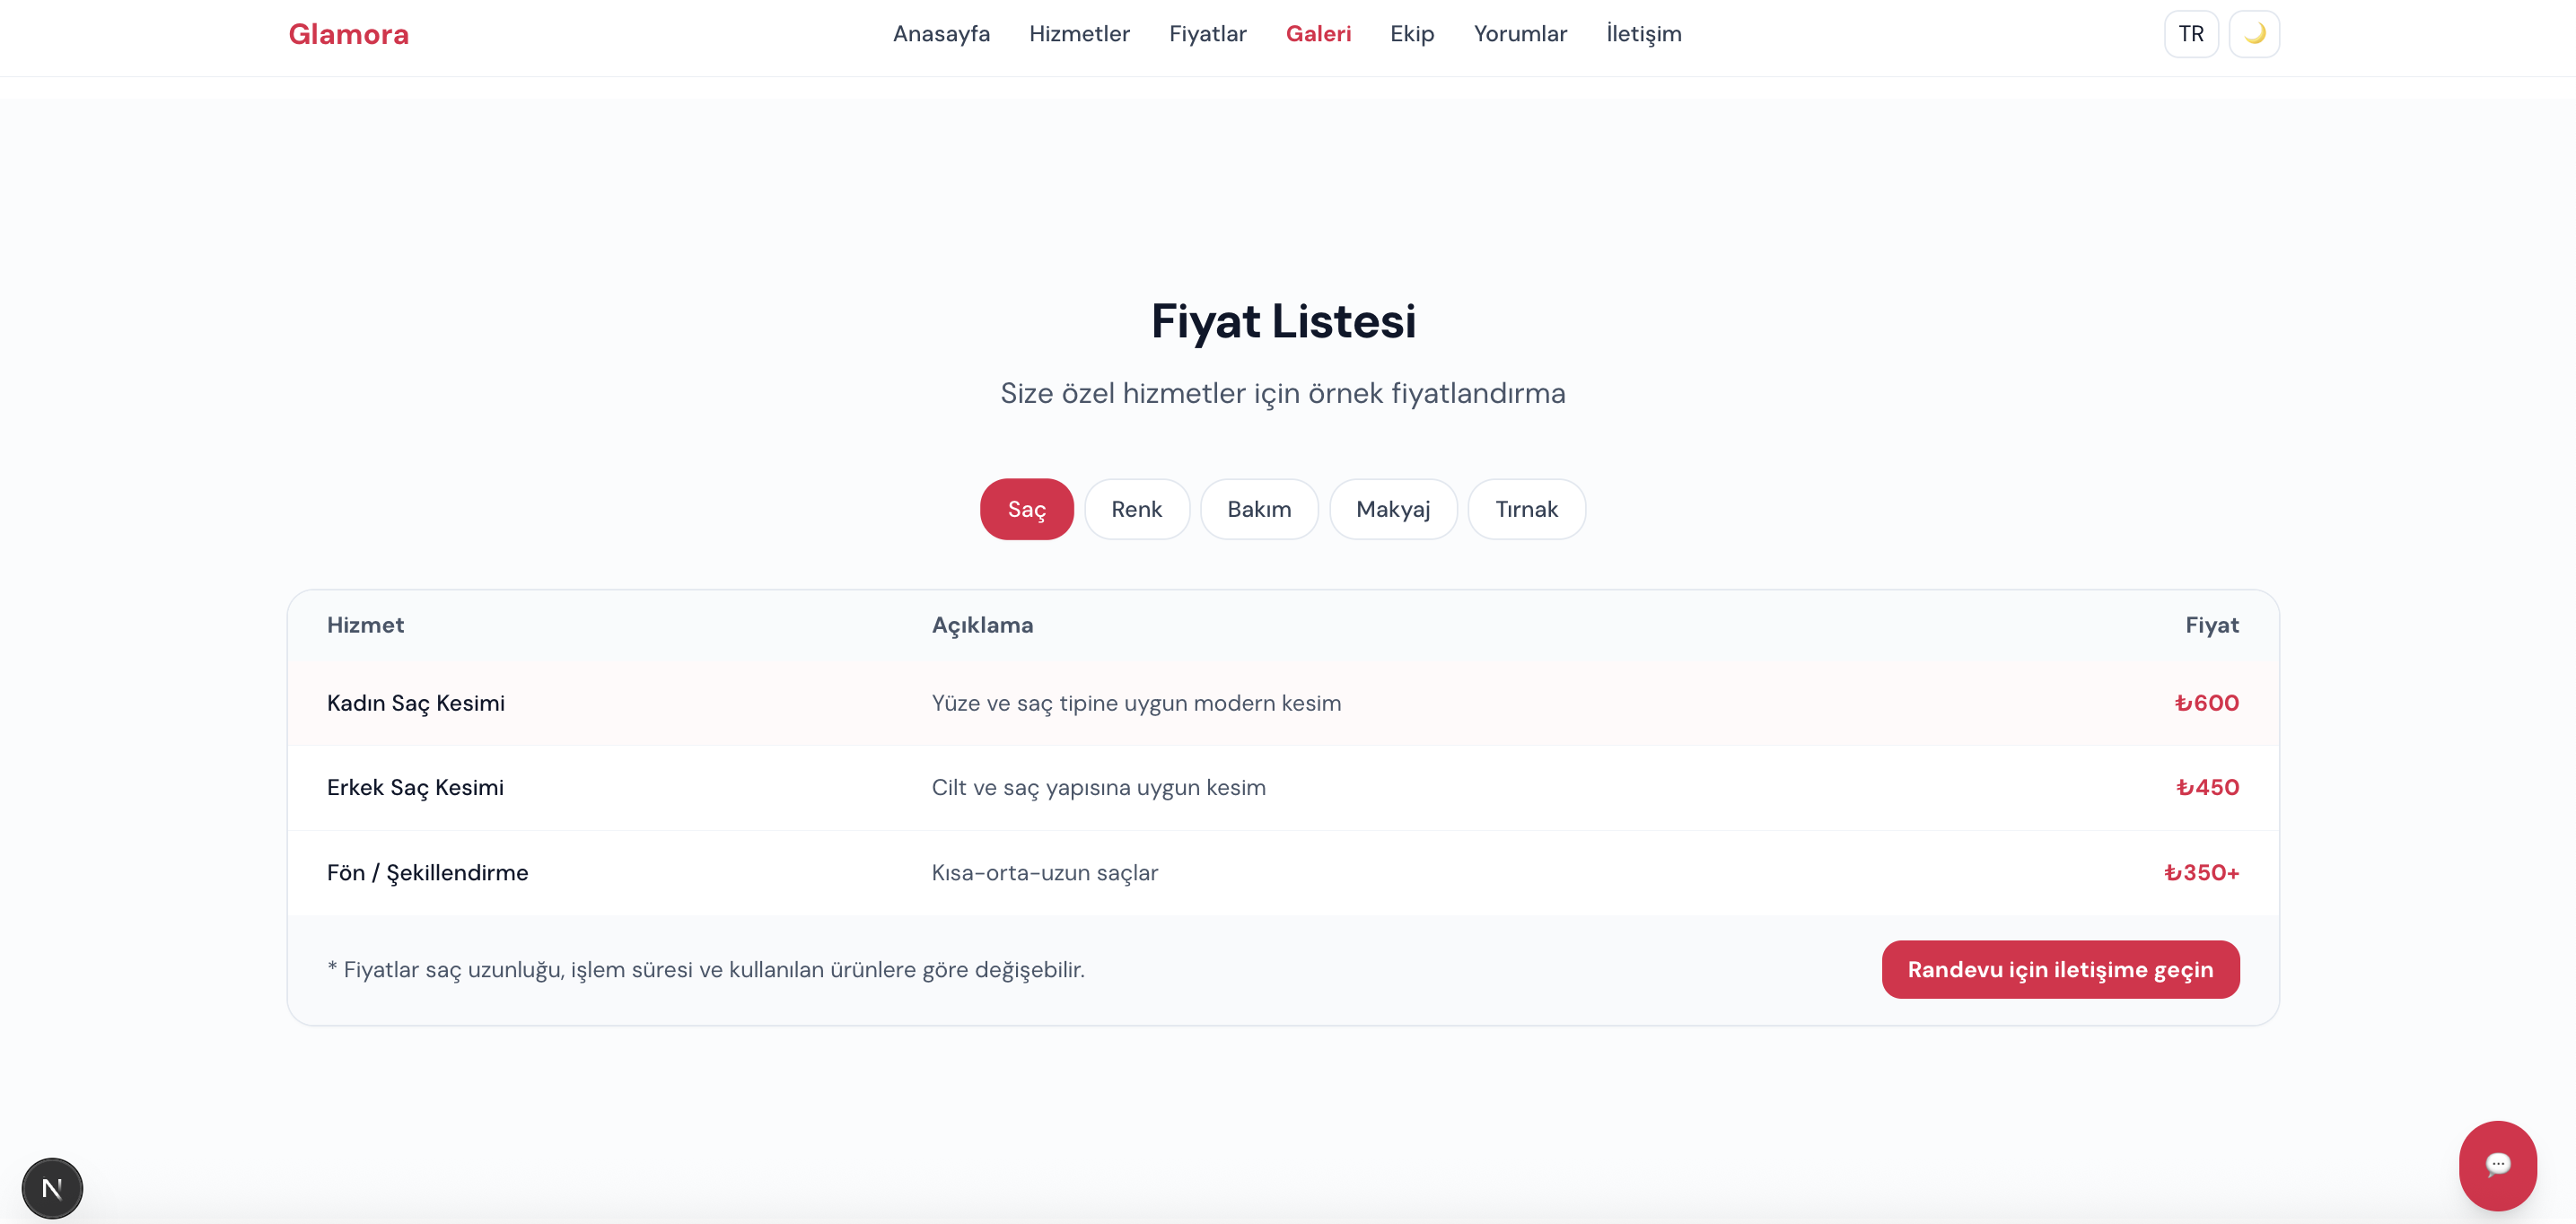 Glamora
Anasayfa Hizmetler Fiyatlar Galeri Ekip Yorumlar İletişim
TR
Fiyat Listesi
Size özel hizmetler için örnek fiyatlandırma
Saç Renk Bakım Makyaj Tırnak
Hizmet Açıklama Fiyat
Kadın Saç Kesimi Yüze ve saç tipine uygun modern kesim ₺600
Erkek Saç Kesimi Cilt ve saç yapısına uygun kesim ₺450
Fön / Şekillendirme Kısa-orta-uzun saçlar ₺350+
* Fiyatlar saç uzunluğu, işlem süresi ve kullanılan ürünlere göre değişebilir.
Randevu için iletişime geçin
N